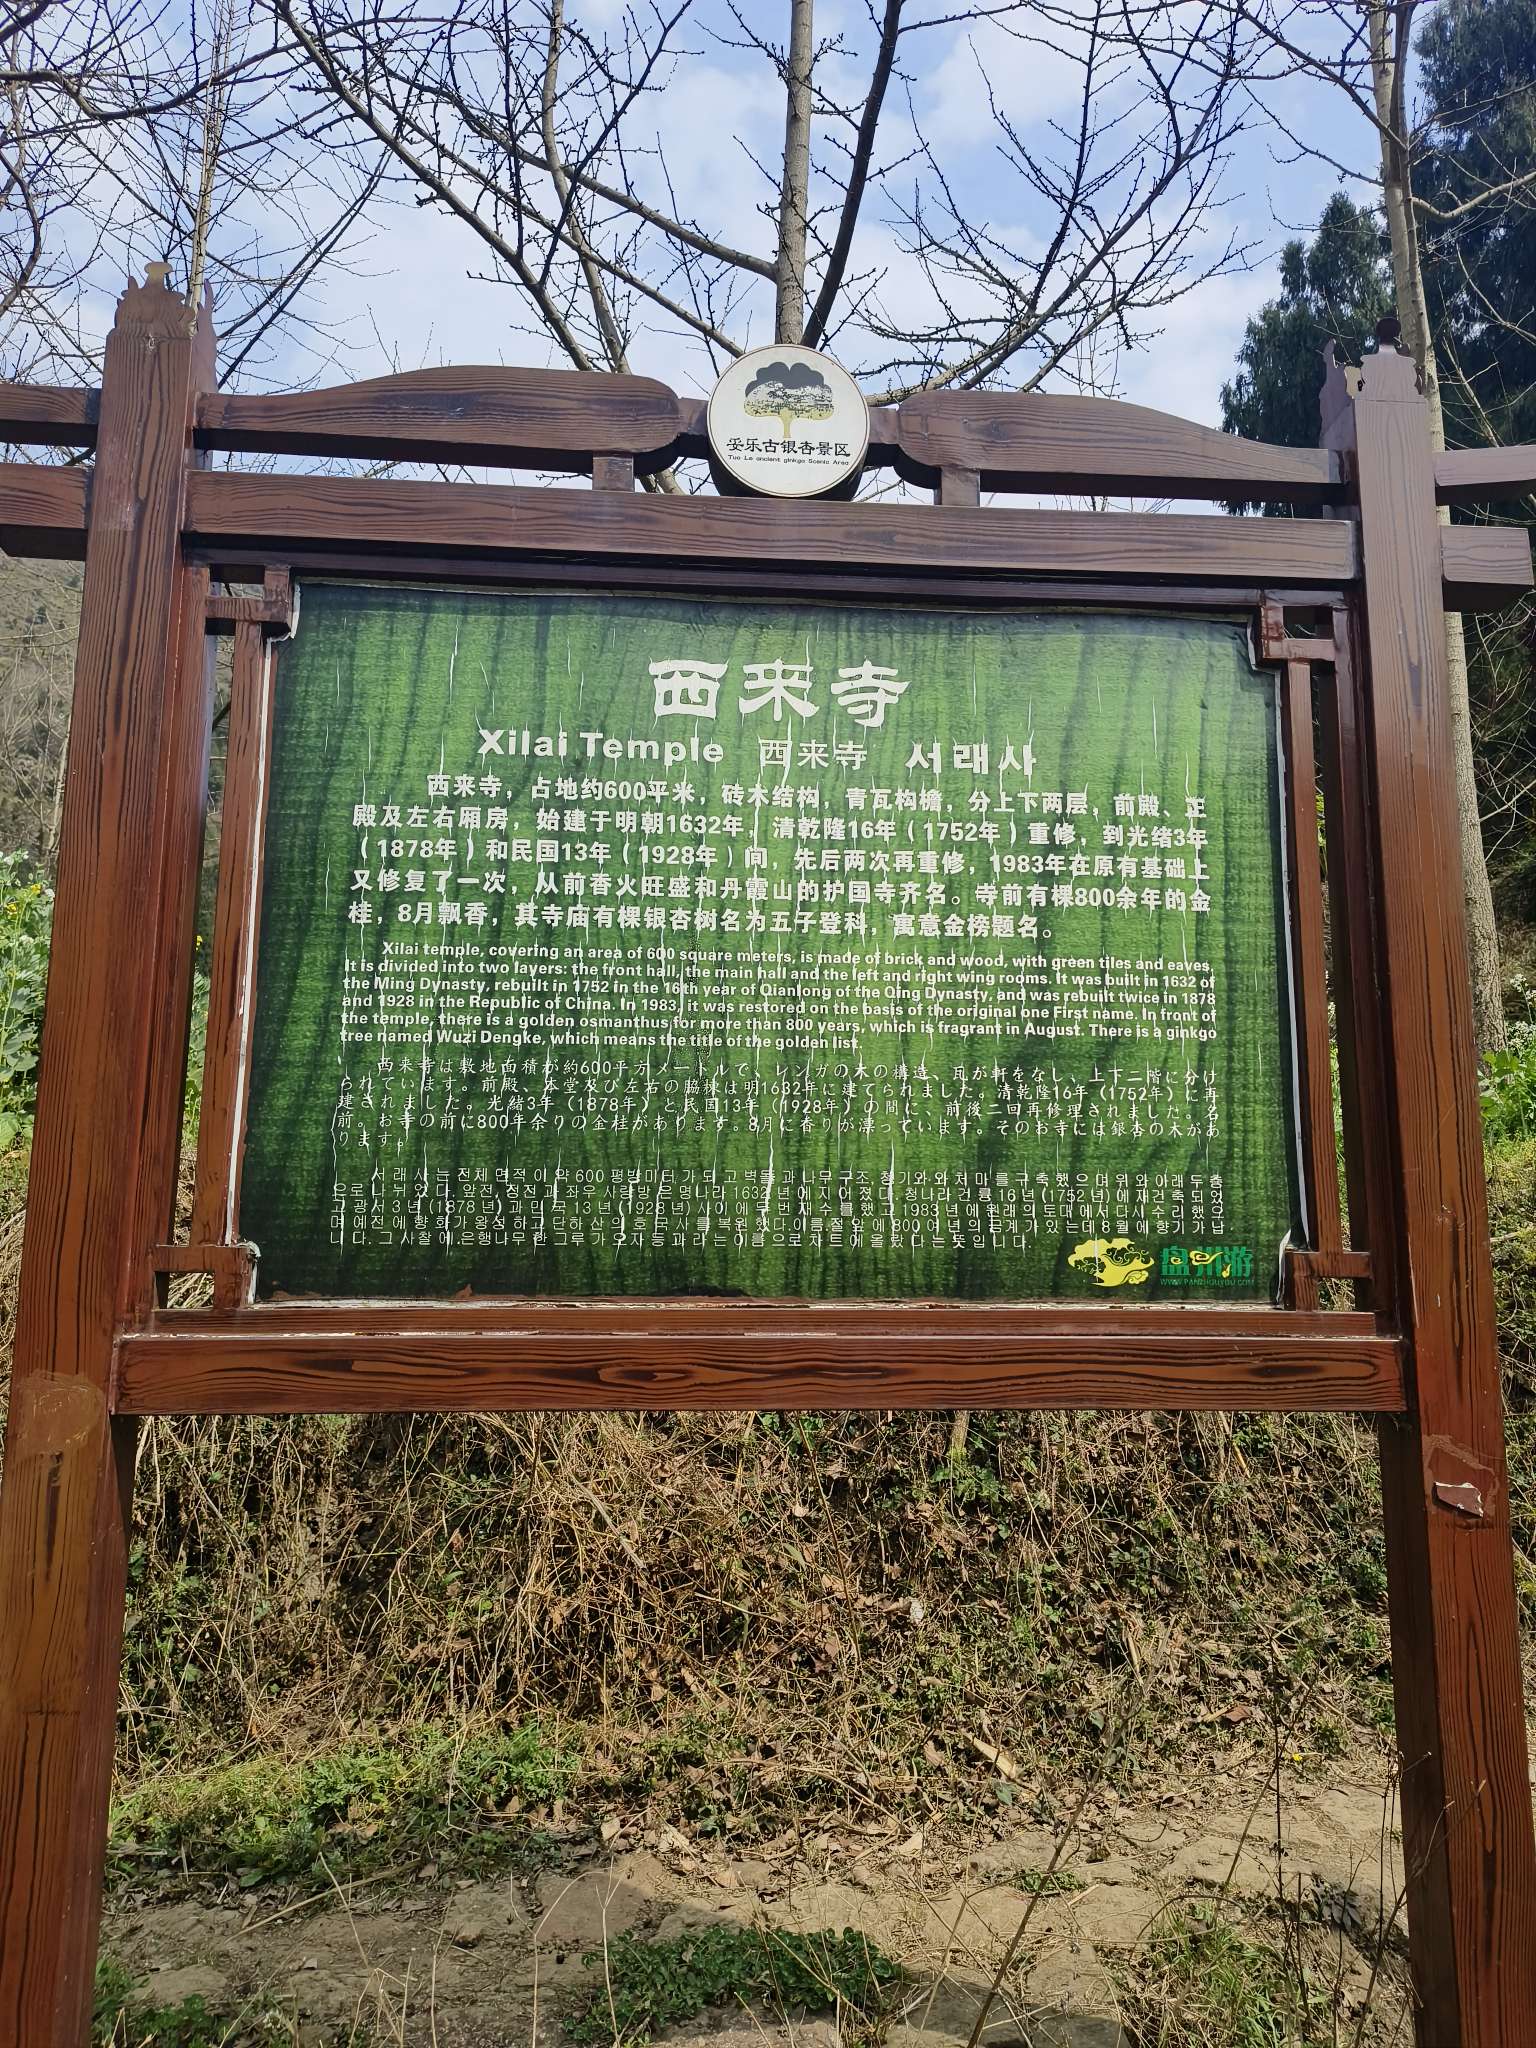 妥乐古银杏景区
Tuo Le ancient ginkgo Scenic Area
西来寺
Xilai Temple 西来寺 서래사
西来寺，占地约600平米，砖木结构，青瓦构檐，分上下两层，前殿、正
殿及左右厢房，始建于明朝1632年，清乾隆16年（1752年）重修，到光绪3年
（1878年）和民国13年（1928年）间，先后两次再重修，1983年在原有基础上
又修复了一次，从前香火旺盛和丹霞山的护国寺齐名。寺前有棵800余年的金
桂，8月飘香，其寺庙有棵银杏树名为五子登科，寓意金榜题名。
Xilai temple, covering an area of 600 square meters, is made of brick and wood, with green tiles and eaves.
It is divided into two layers: the front hall, the main hall and the left and right wing rooms. It was built in 1632 of
the Ming Dynasty, rebuilt in 1752 in the 16th year of Qianlong of the Qing Dynasty, and was rebuilt twice in 1878
and 1928 in the Republic of China. In 1983, it was restored on the basis of the original one First name. In front of
the temple, there is a golden osmanthus for more than 800 years, which is fragrant in August. There is a ginkgo
tree named Wuzi Dengke, which means the title of the golden list.
西来寺は敷地面積が約600平方メートルで、レンガの木の構造、瓦が軒をなし、上下二階に分け
られています。前殿、本堂及び左右の脇棟は明1632年に建てられました。清乾隆16年（1752年）に再
建されました。光緒3年（1878年）と民国13年（1928年）の間に、前後二回再修理されました。名
前。お寺の前に800年余りの金桂があります。8月に香りが漂っています。そのお寺には银杏の木があ
ります。
서래사는 전체 면적이 약 600 평방미터가 되고 벽돌과 나무 구조, 청기와와 처마를 구축했으며 위와 아래 두 층
으로 나뉘었다. 앞전, 정전과 좌우 사랑방은 명나라 1632 년에 지어졌다. 청나라 건륭 16 년 (1752 년) 에 재건축되었
고 광서 3 년 (1878 년) 과 민국 13 년 (1928 년) 사이에 두 번 재수를 했고 1983 년에 원래의 토대에서 다시 수리했으
며 예전에 향화가 왕성하고 단하산의 호국사를 복원했다.이름.절 앞에 800 여 년의 금계가 있는데 8 월에 향기가 납
니다. 그 사찰에 은행나무 한 그루가 오자등과라는 이름으로 차트에 올랐다는 뜻입니다.
盘州游
WWW.PANZHOUYOU.COM